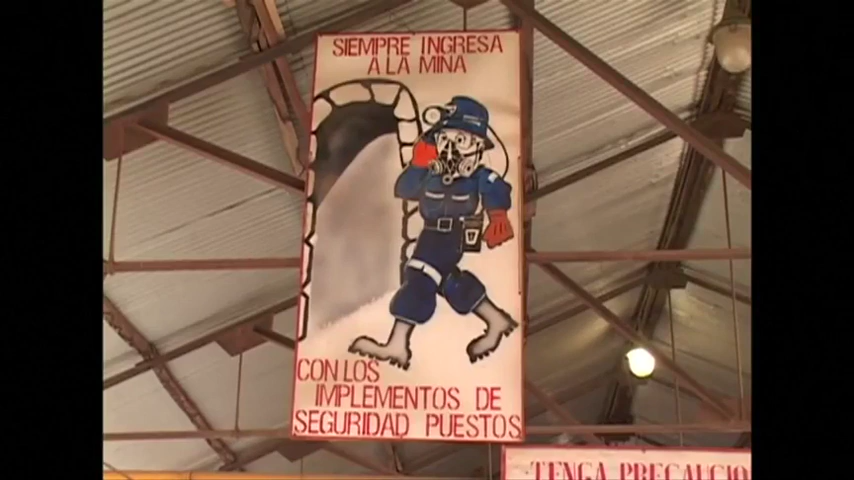 SIEMPRE INGRESA
A LA MINA
CON LOS
IMPLEMENTOS DE
SEGURIDAD PUESTOS
TENGA PRECAUCIO